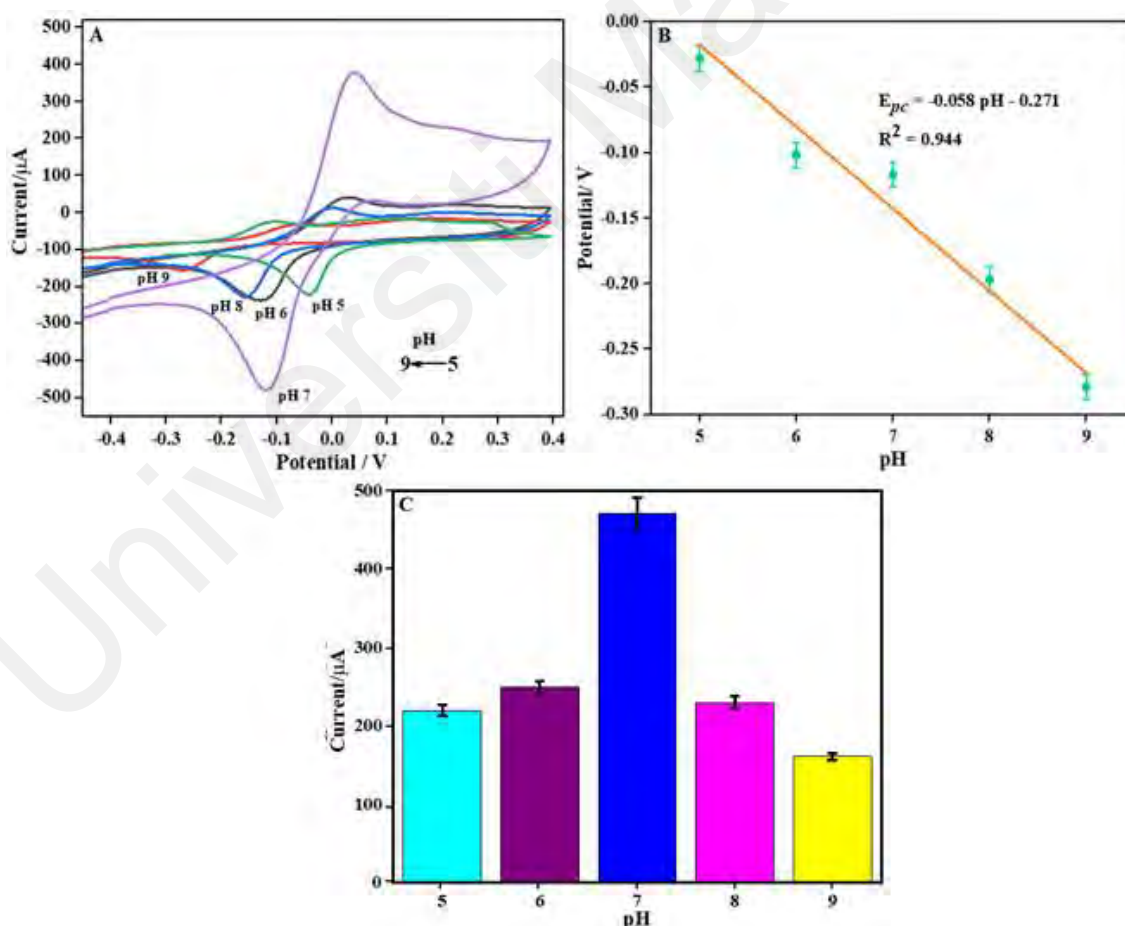 Universiti Ma
A
500
400
300
200
100
0
-100
-200
-300
-400
-500
Current/μA
pH 9
pH 8
pH 6
pH 5
pH 7
pH
9 5
-0.4
-0.3
-0.2
-0.1
0.0
0.1
0.2
0.3
0.4
Potential / V
B
0.00
-0.05
-0.10
-0.15
-0.20
-0.25
-0.30
Potential/ V
Epc = -0.058 pH - 0.271
R² = 0.944
5
6
7
8
9
pH
C
500
400
300
200
100
0
Current/μA
5
6
7
8
9
pH